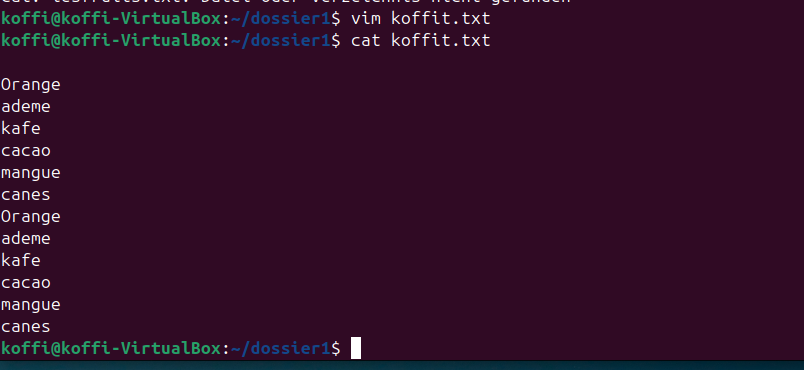 koffi@koffi-VirtualBox:~/dossier1$ vim koffit.txt
koffi@koffi-VirtualBox:~/dossier1$ cat koffit.txt
Orange
ademe
kafe
cacao
mangue
canes
Orange
ademe
kafe
cacao
mangue
canes
koffi@koffi-VirtualBox:~/dossier1$